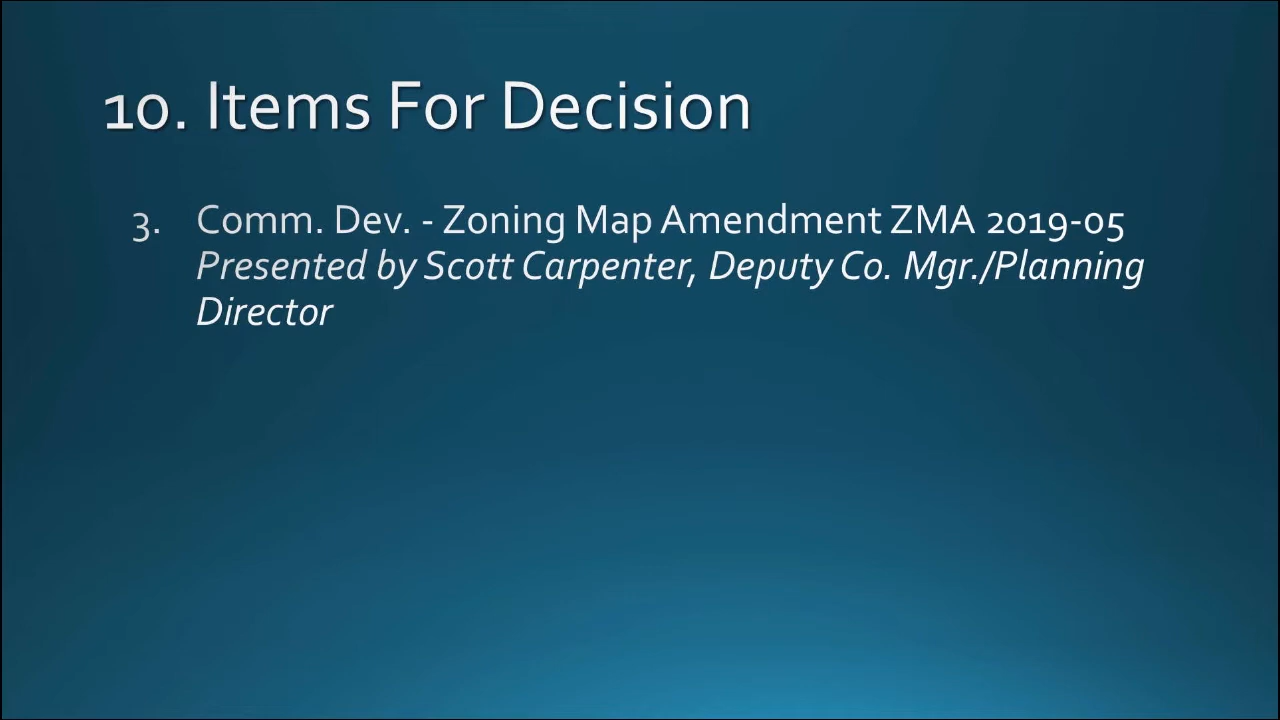 10. Items For Decision
3. Comm. Dev. - Zoning Map Amendment ZMA 2019-05
Presented by Scott Carpenter, Deputy Co. Mgr./Planning
Director